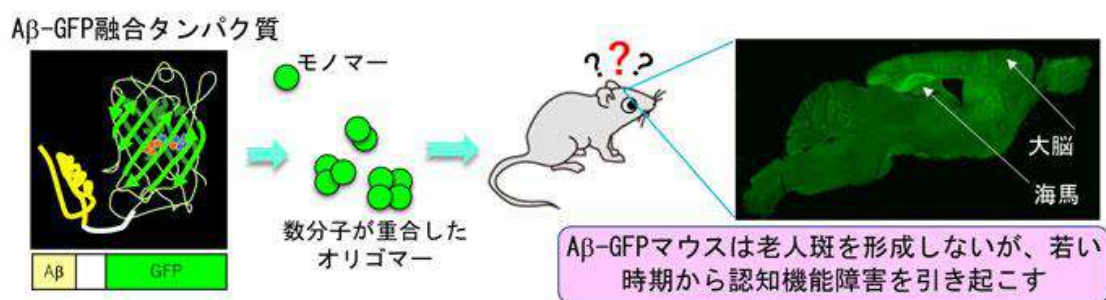 Aβ-GFP融合タンパク質
モノマー
???
大脳
海馬
数分子が重合した
オリゴマー
Aβ
GFP
Aβ-GFPマウスは老人斑を形成しないが、若い
時期から認知機能障害を引き起こす